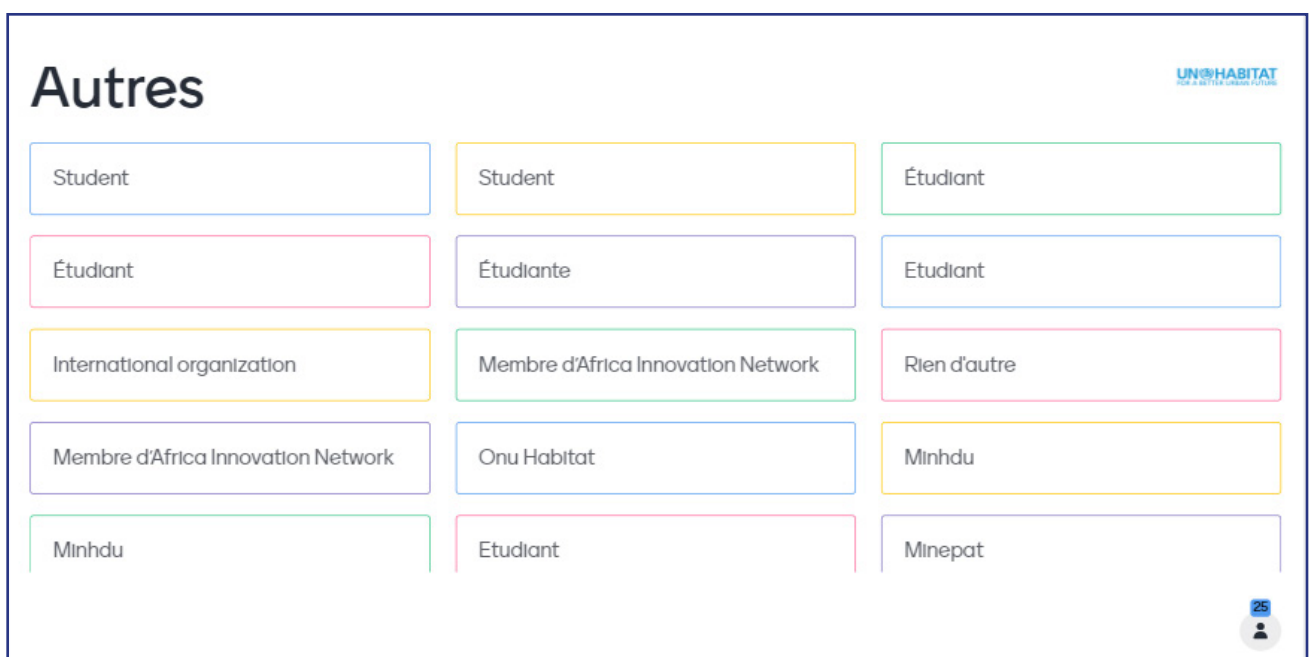 Autres
UN HABITAT
FOR A BETTER URBAN FUTURE
Student
Student
Étudiant
Étudiant
Étudiante
Etudiant
International organization
Membre d'Africa Innovation Network
Rien d'autre
Membre d'Africa Innovation Network
Onu Habitat
Minhdu
Minhdu
Etudiant
Minepat
25